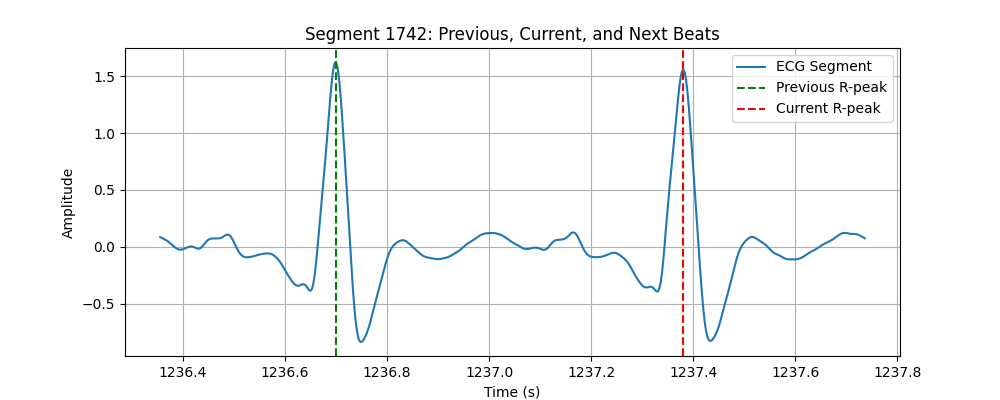 Segment 1742: Previous, Current, and Next Beats
ECG Segment
Previous R-peak
Current R-peak
Amplitude
1.5
1.0
0.5
0.0
−0.5
1236.4 1236.6 1236.8 1237.0 1237.2 1237.4 1237.6 1237.8
Time (s)